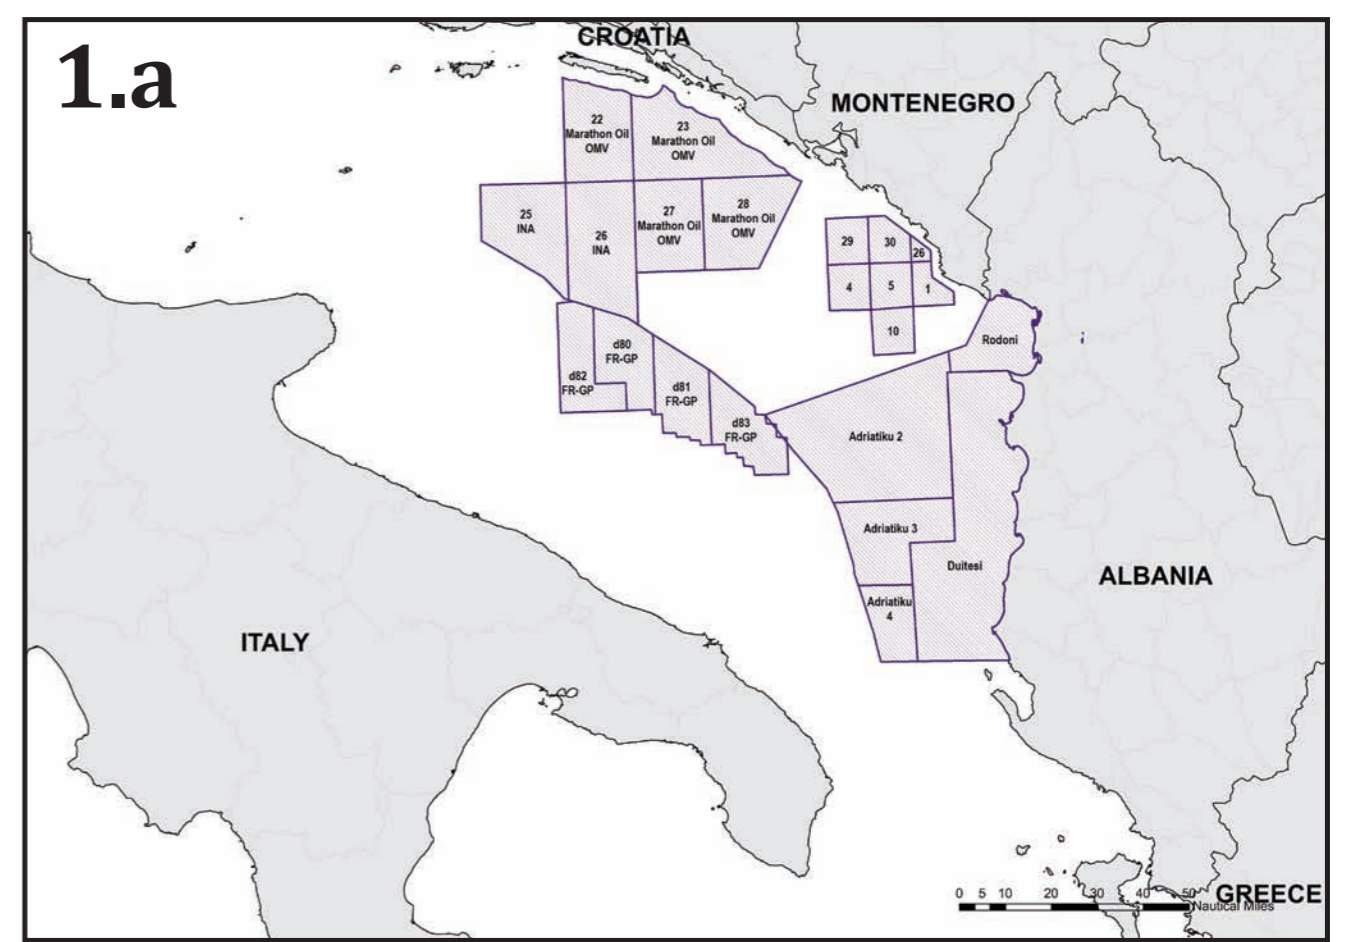 1.a
CROATIA
MONTENEGRO
22
Marathon Oil
OMV
23
Marathon Oil
OMV
25
INA
26
INA
27
Marathon Oil
OMV
28
Marathon Oil
OMV
29
30
26
4
5
1
10
Rodoni
d80
FR-GP
d82
FR-GP
d81
FR-GP
d83
FR-GP
Adriatiku 2
Adriatiku 3
Duitesi
Adriatiku
4
ALBANIA
ITALY
GREECE
0 5 10 20 30 40 50
Nautical Miles